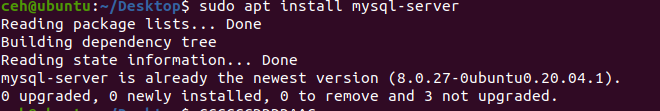 ceh@ubuntu:~/Desktop$ sudo apt install mysql-server
Reading package lists... Done
Building dependency tree
Reading state information... Done
mysql-server is already the newest version (8.0.27-0ubuntu0.20.04.1).
0 upgraded, 0 newly installed, 0 to remove and 3 not upgraded.